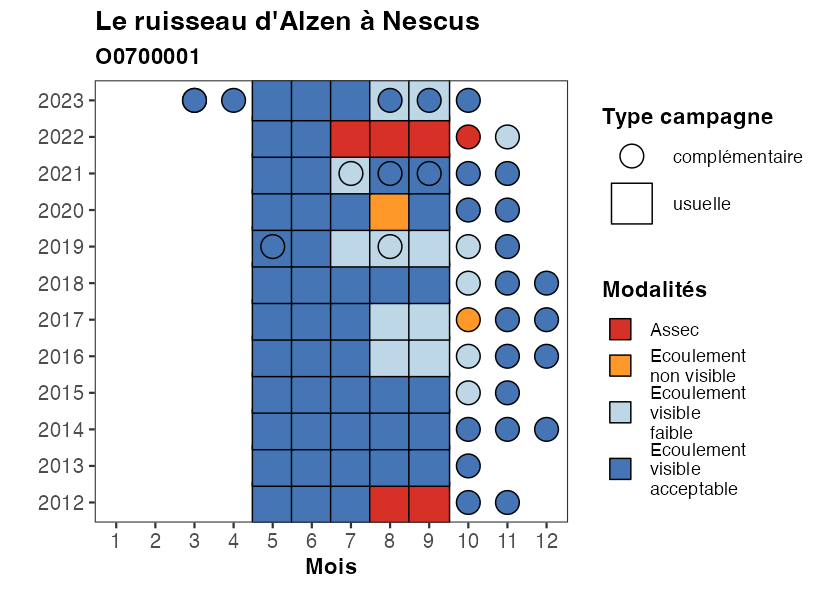 Le ruisseau d'Alzen à Nescus
O0700001
2023
2022
2021
2020
2019
2018
2017
2016
2015
2014
2013
2012
1 2 3 4 5 6 7 8 9 10 11 12
Mois
Type campagne
complémentaire
usuelle
Modalités
Assec
Ecoulement
non visible
Ecoulement
visible
faible
Ecoulement
visible
acceptable